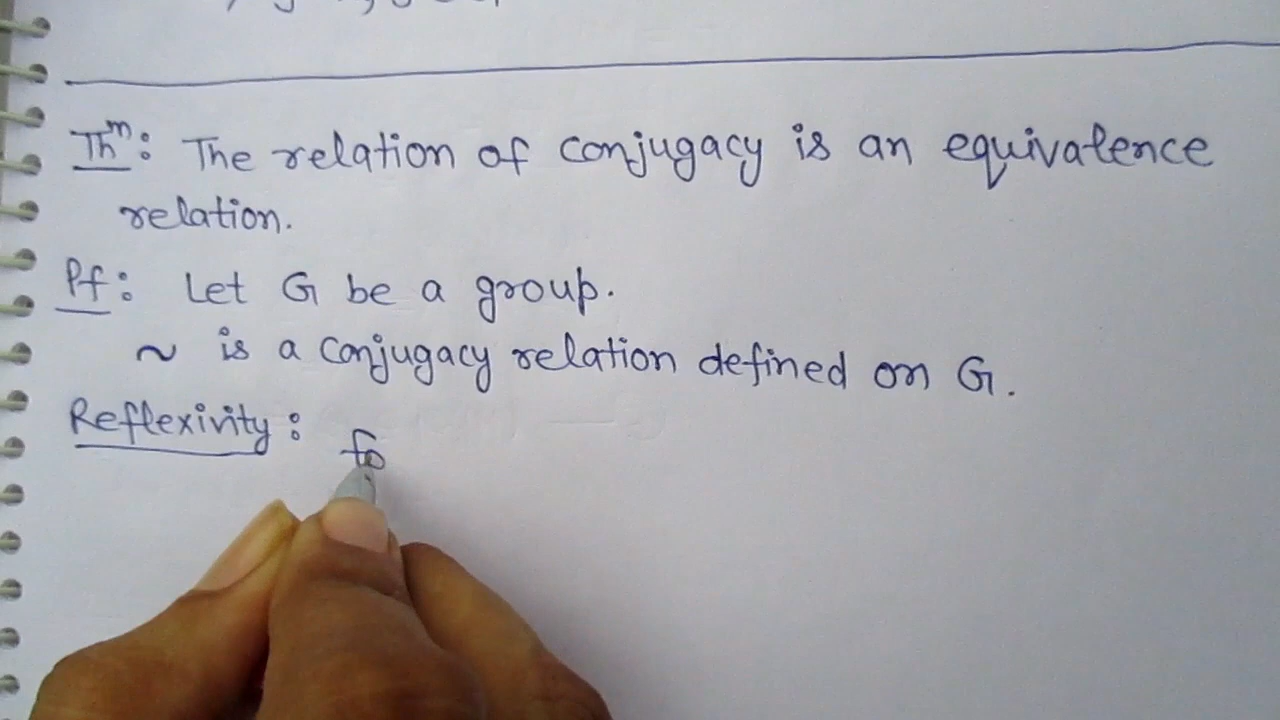 Thm: The relation of conjugacy is an equivalence
relation.
Pf: Let G be a group.
~ is a conjugacy relation defined on G.
Reflexivity: fo